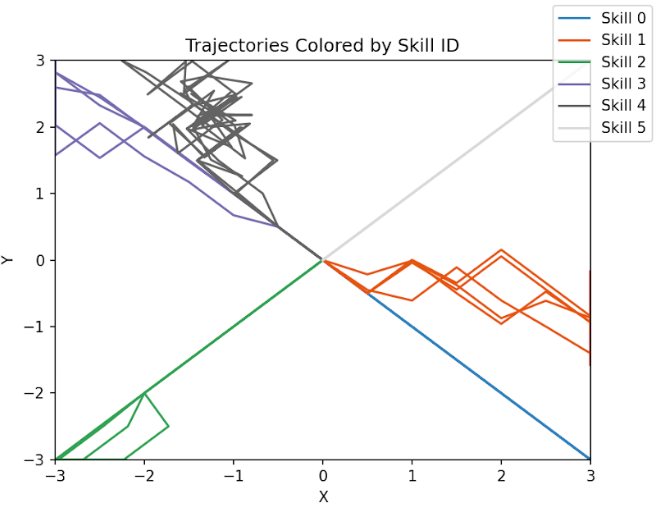 Trajectories Colored by Skill ID
Skill 0
Skill 1
Skill 2
Skill 3
Skill 4
Skill 5
3
2
1
0
−1
−2
−3
Y
−3 −2 −1 0 1 2 3
X